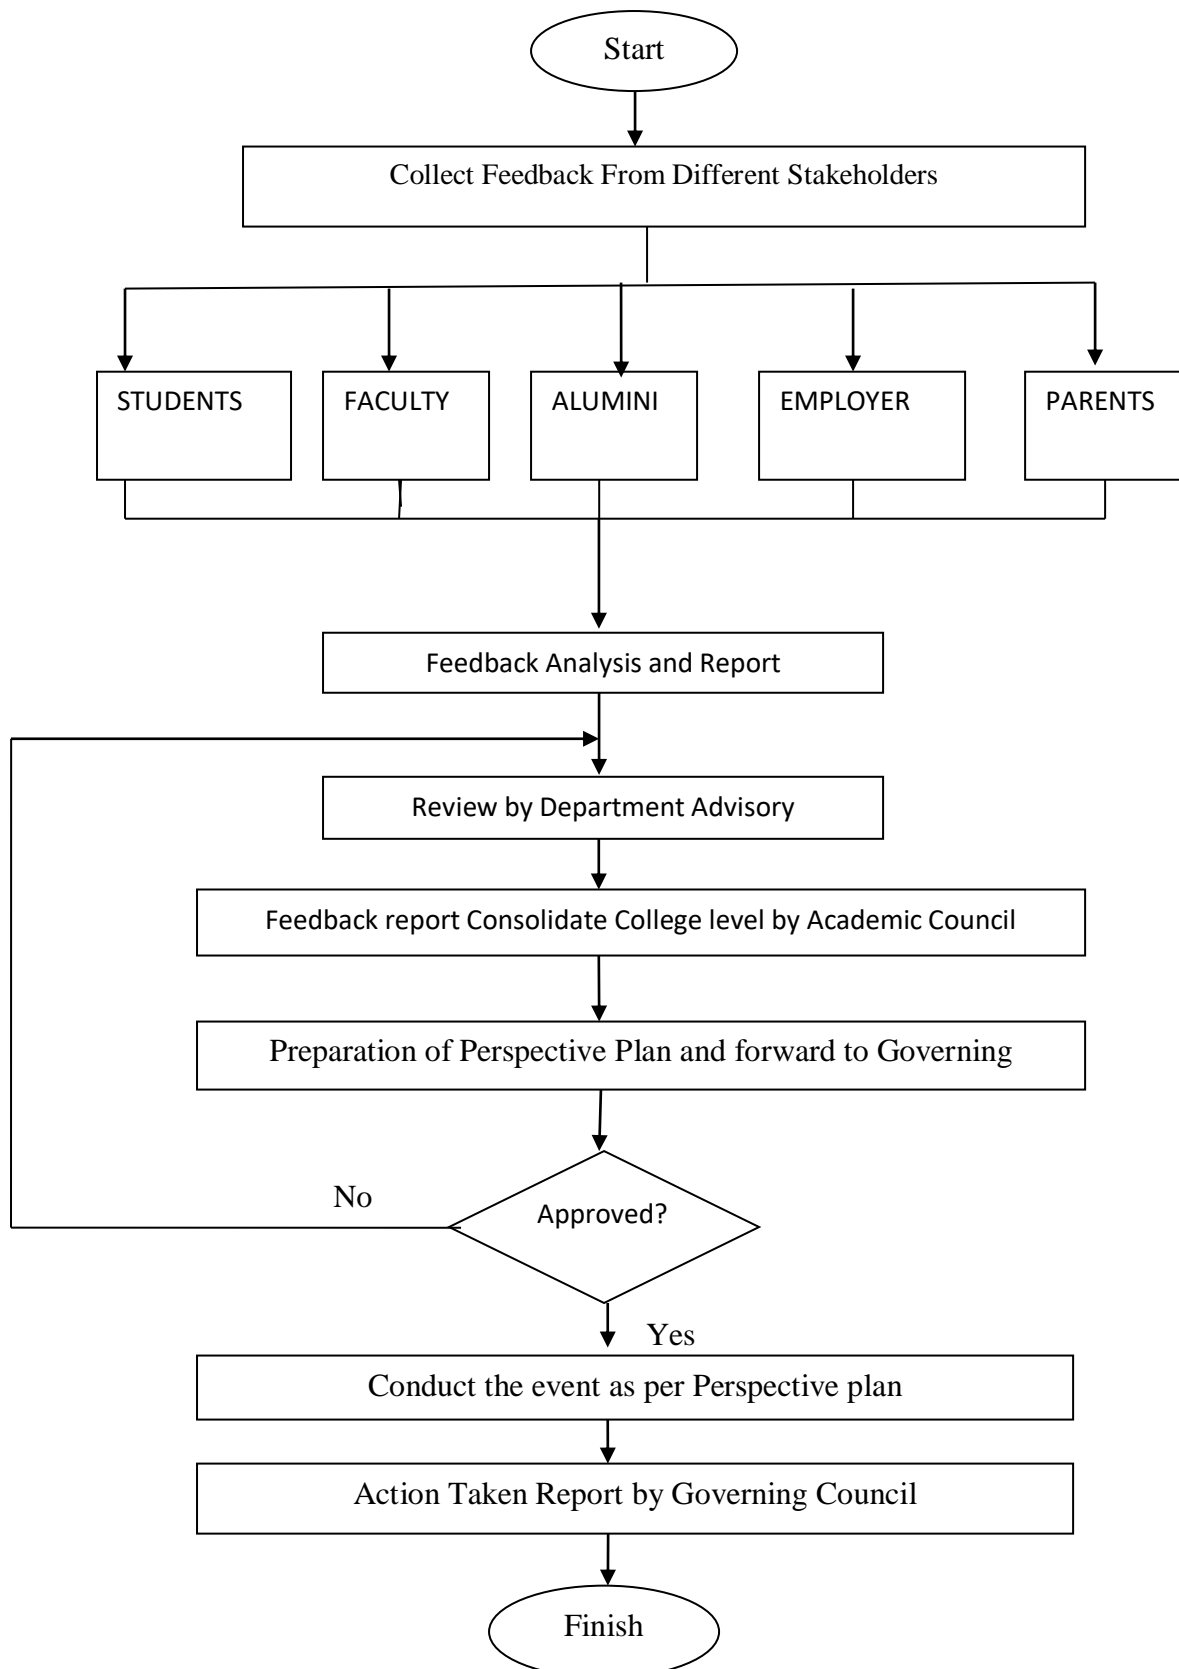 Start
Collect Feedback From Different Stakeholders
STUDENTS
FACULTY
ALUMINI
EMPLOYER
PARENTS
Feedback Analysis and Report
Review by Department Advisory
Feedback report Consolidate College level by Academic Council
Preparation of Perspective Plan and forward to Governing
No
Approved?
Yes
Conduct the event as per Perspective plan
Action Taken Report by Governing Council
Finish